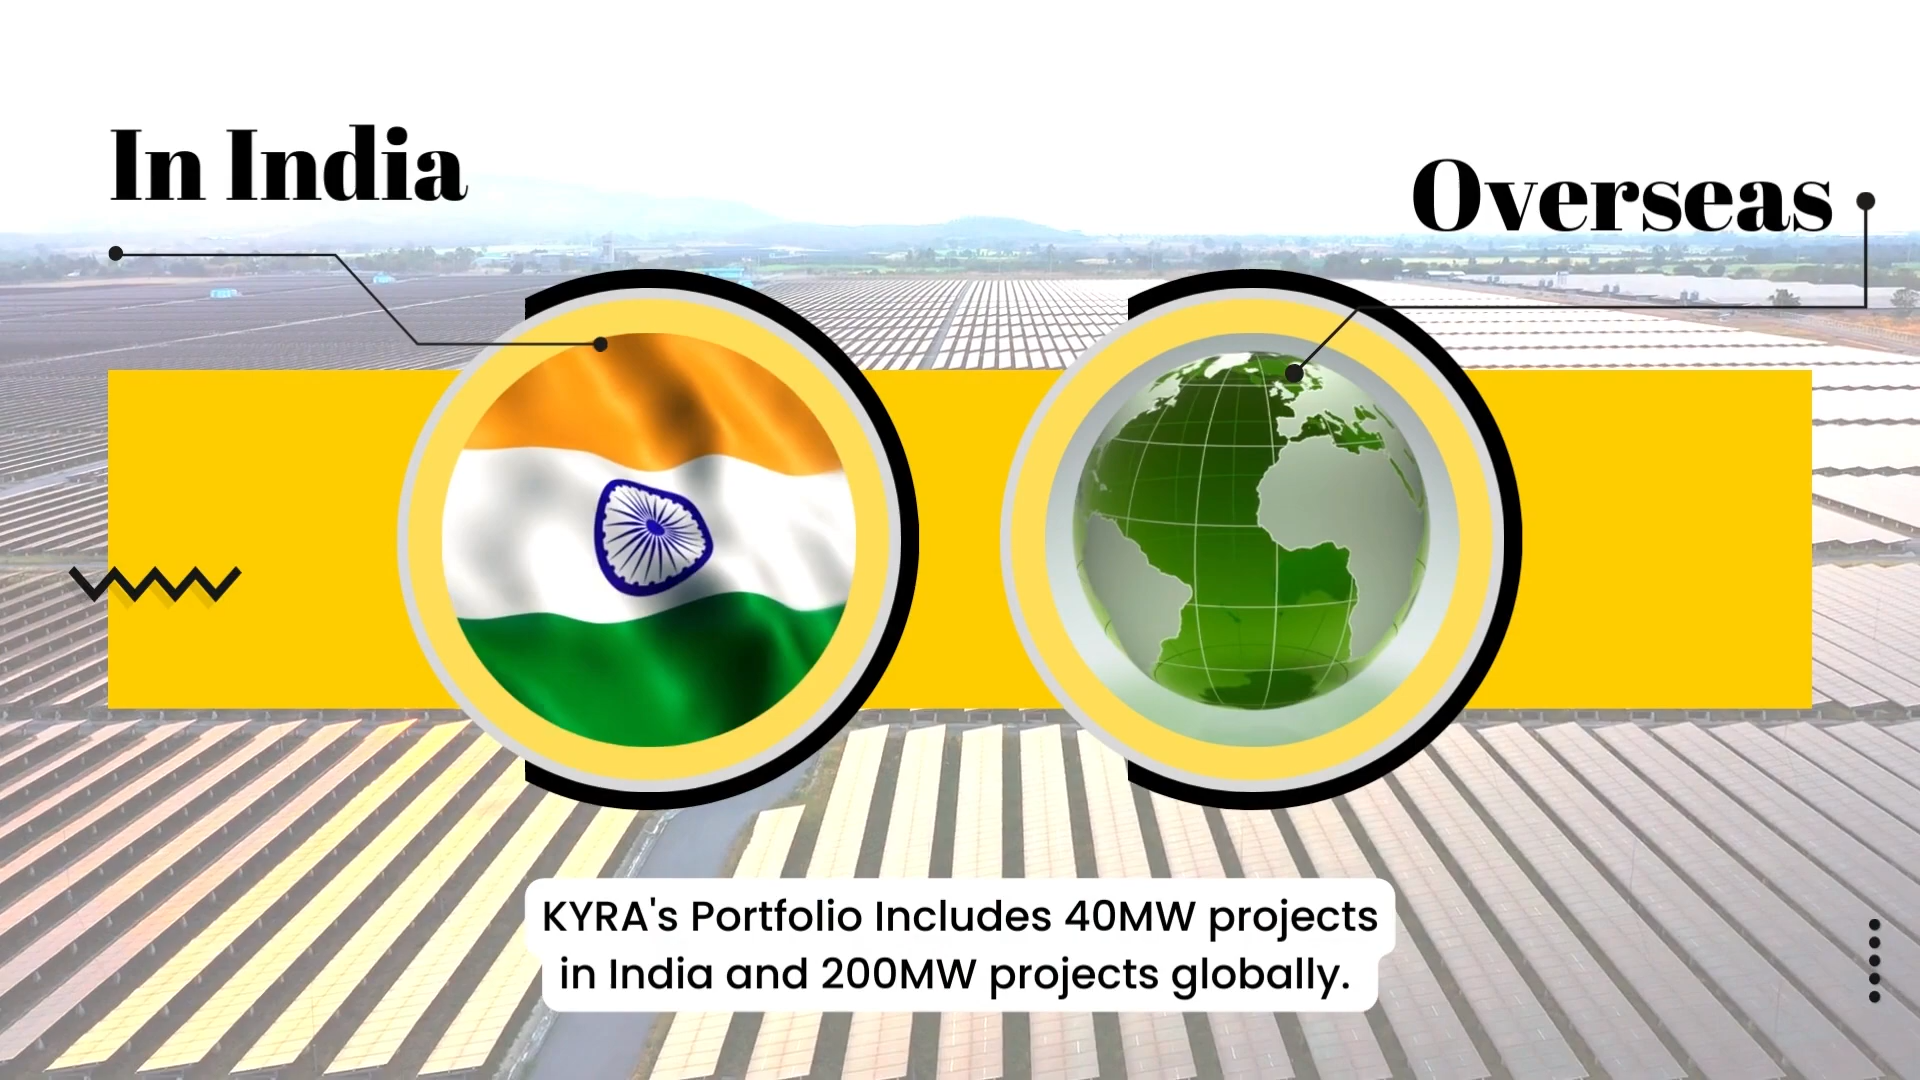 In India
Overseas
KYRA's Portfolio Includes 40MW projects
in India and 200MW projects globally.